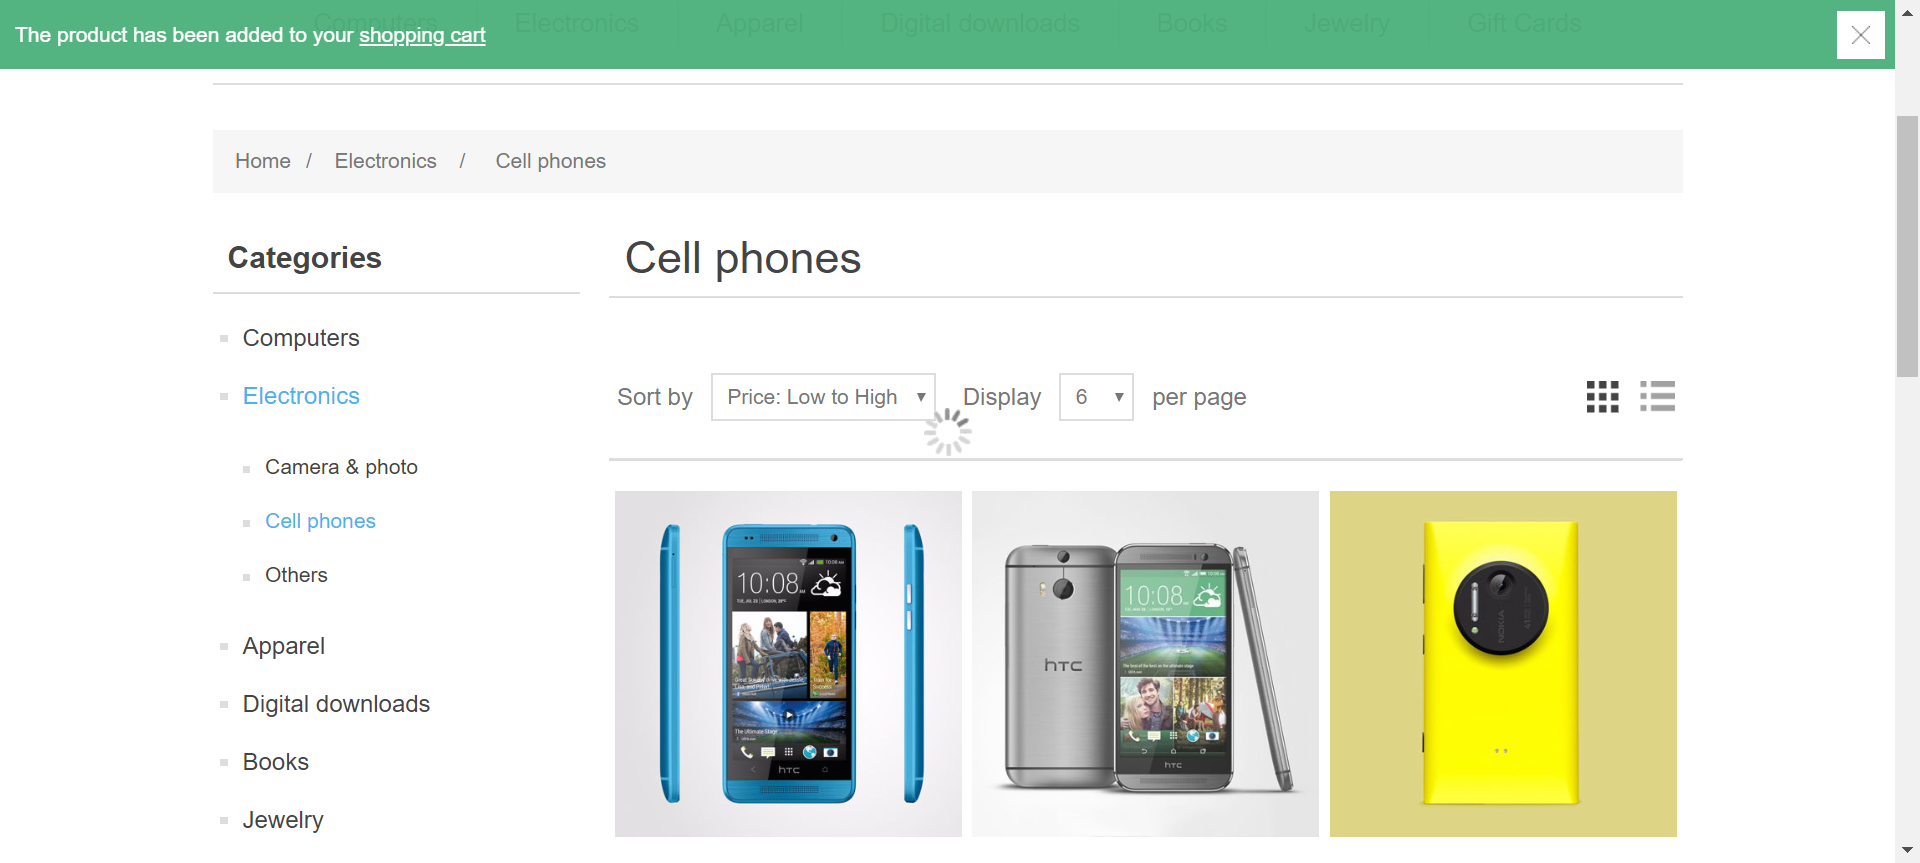 Computers Electronics Apparel Digital downloads Books Jewelry Gift Cards
The product has been added to your shopping cart
Home / Electronics / Cell phones
Categories
Computers
Electronics
Camera & photo
Cell phones
Others
Apparel
Digital downloads
Books
Jewelry
Cell phones
Sort by Price: Low to High Display 6 per page
10:08
hTC
hTC
10:08
hTC
NOKIA